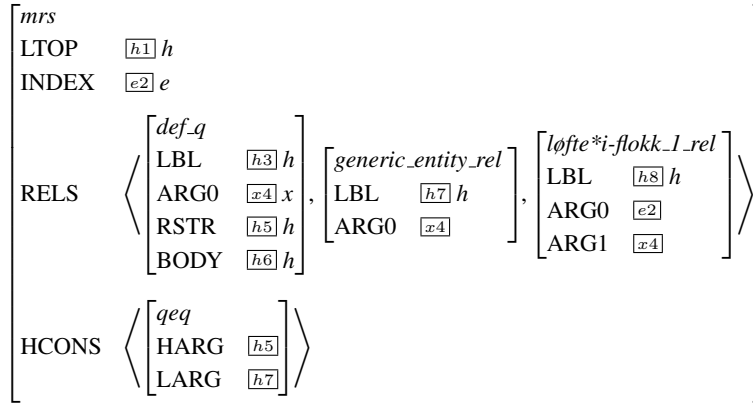 mrs
LTOP h1 h
INDEX e2 e
RELS ⟨[def_q LBL h3 h ARG0 x4 x RSTR h5 h BODY h6 h], [generic_entity_rel LBL h7 h ARG0 x4], [løfte*i-flokk_1_rel LBL h8 h ARG0 e2 ARG1 x4]⟩
HCONS ⟨[qeq HARG h5 LARG h7]⟩